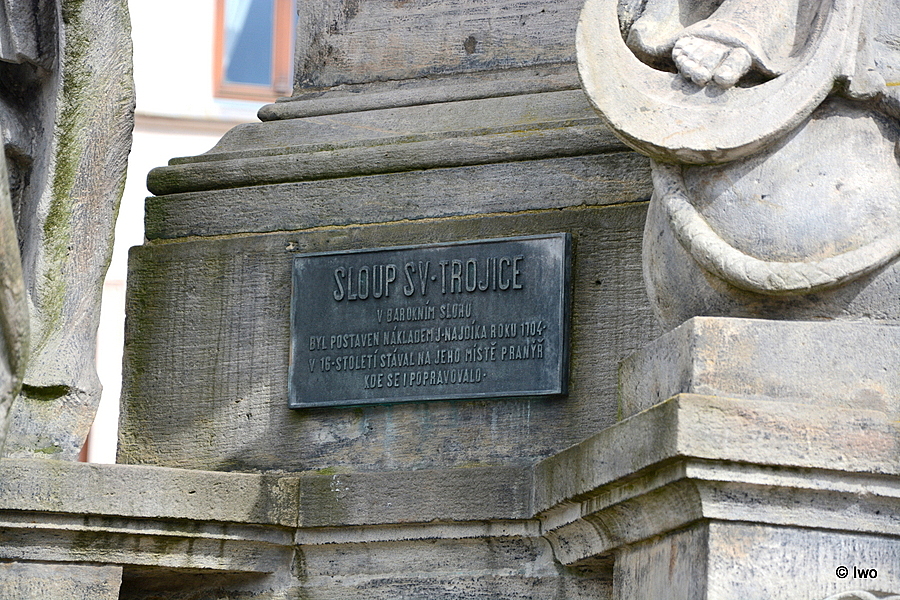 SLOUP SV·TROJICE
V BAROKNÍM SLOHU
BYL POSTAVEN NÁKLADEM J·NAJDÍKA ROKU 1704·
V 16·STOLETÍ STÁVAL NA JEHO MÍSTĚ PRANÝŘ
KDE SE I POPRAVOVALO·
© Iwo